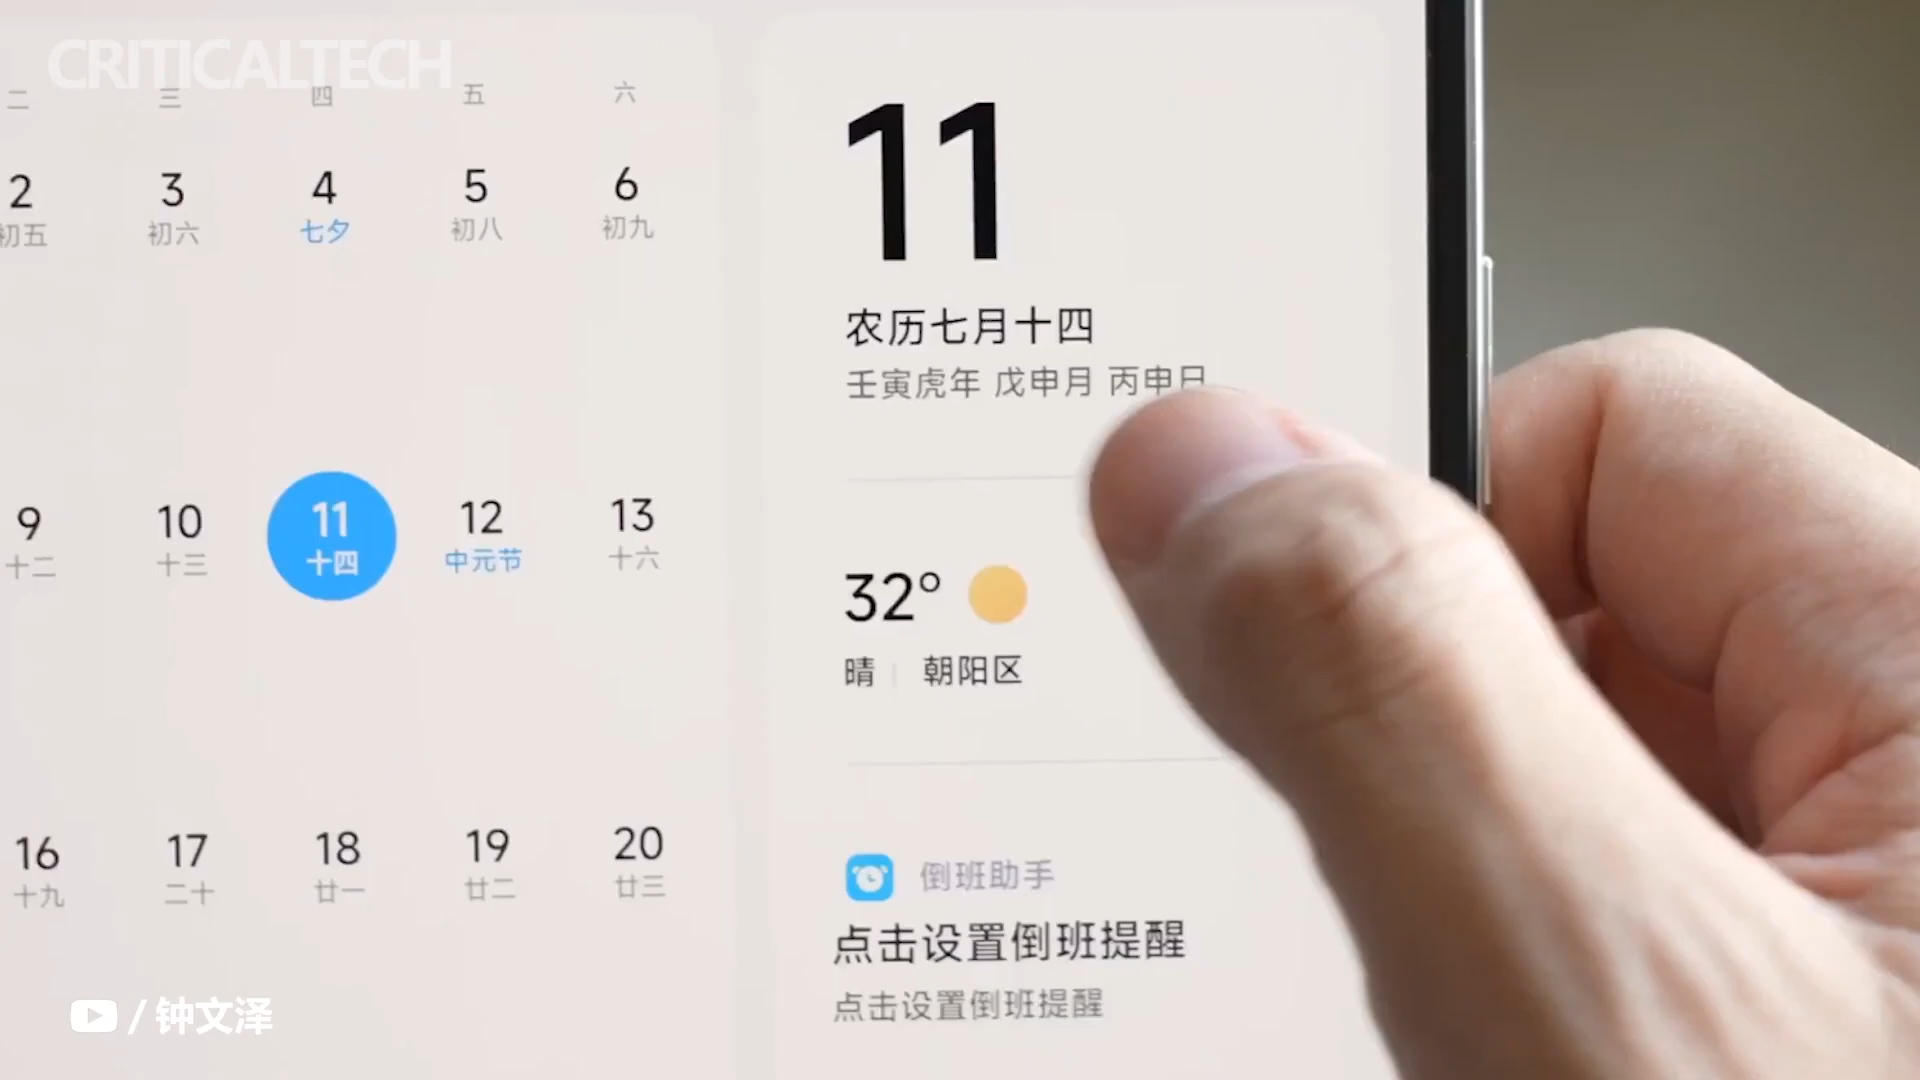 CRITICALTECH
二 三 四 五 六
2 3 4 5 6
初五 初六 七夕 初八 初九
9 10 11 12 13
十二 十三 十四 中元节 十六
16 17 18 19 20
十九 二十 廿一 廿二 廿三
11
农历七月十四
壬寅虎年 戊申月 丙申日
32°
晴 | 朝阳区
倒班助手
点击设置倒班提醒
点击设置倒班提醒
/ 钟文泽